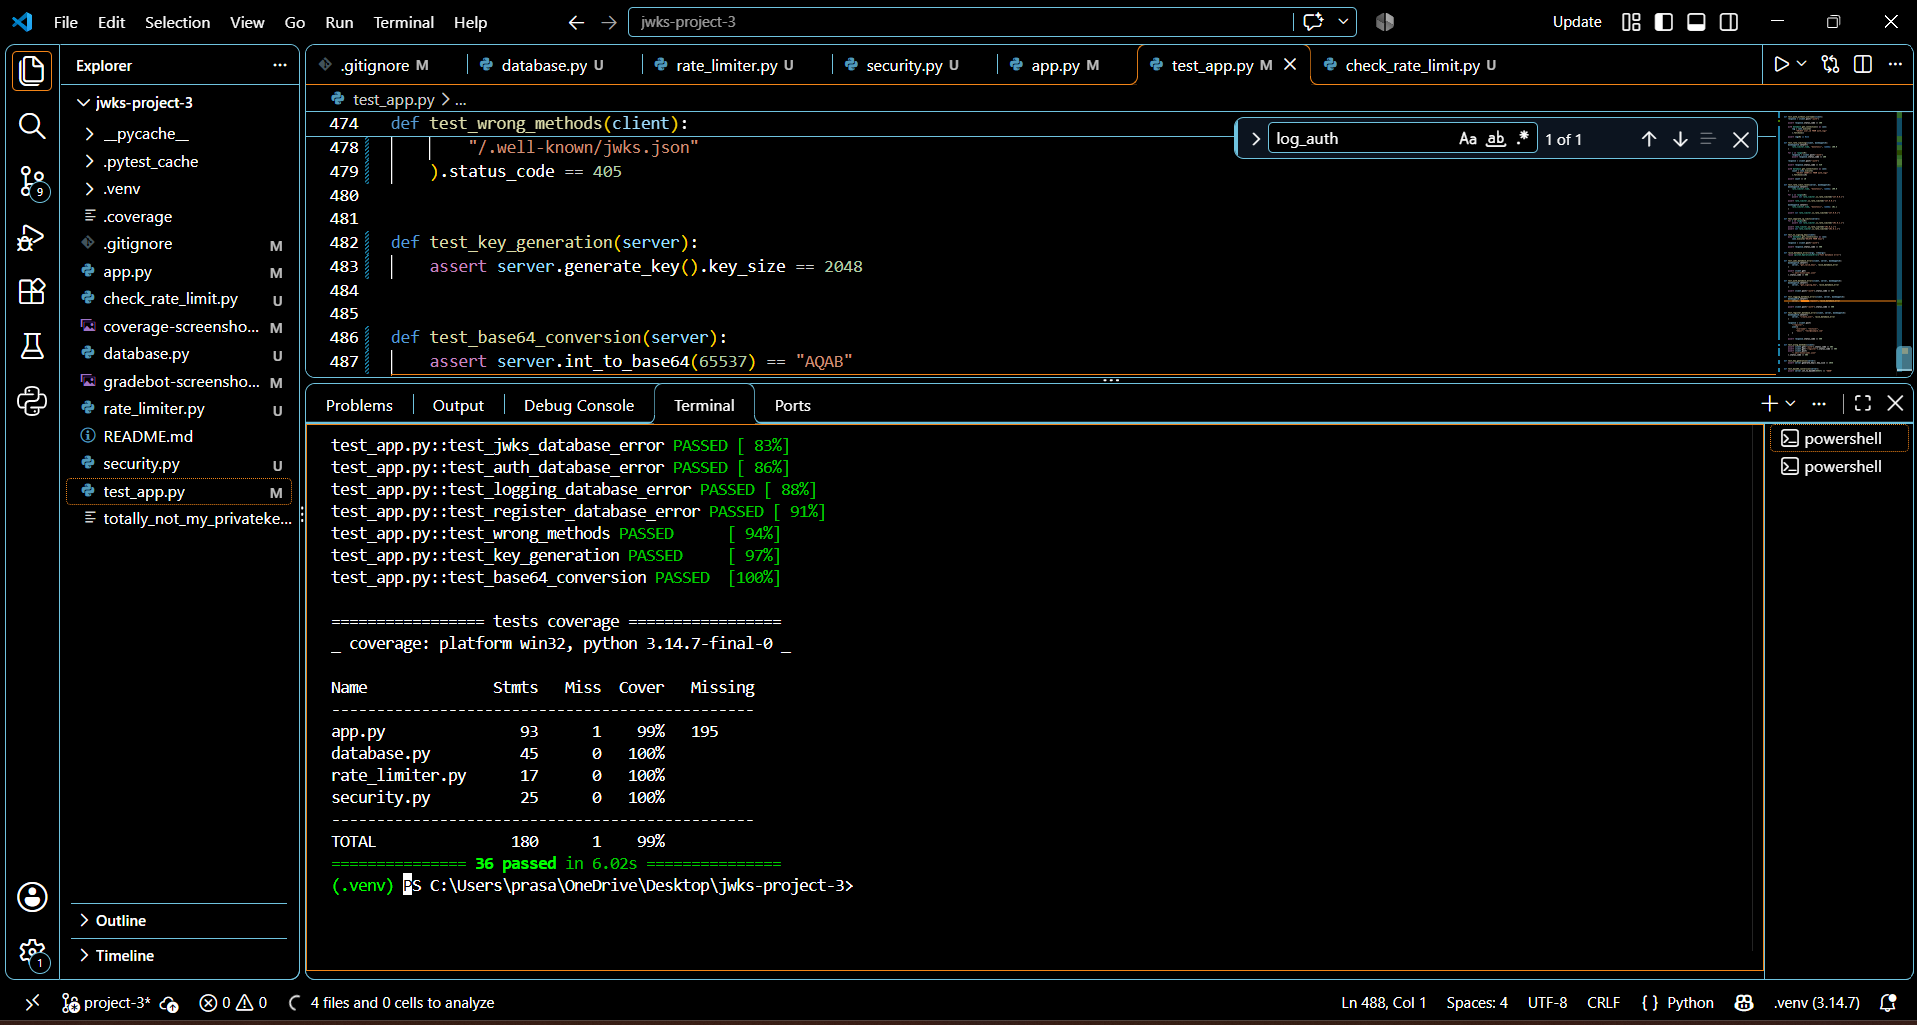 File Edit Selection View Go Run Terminal Help
jwks-project-3
Update
Explorer
jwks-project-3
__pycache__
.pytest_cache
.venv
.coverage
.gitignore M
app.py M
check_rate_limit.py U
coverage-screensho... M
database.py U
gradebot-screensho... M
rate_limiter.py U
README.md
security.py U
test_app.py M
totally_not_my_privateke...
Outline
Timeline
9
1
.gitignore M database.py U rate_limiter.py U security.py U app.py M test_app.py M check_rate_limit.py U
test_app.py > ...
474 def test_wrong_methods(client):
478 "/.well-known/jwks.json"
479 ).status_code == 405
480
481
482 def test_key_generation(server):
483 assert server.generate_key().key_size == 2048
484
485
486 def test_base64_conversion(server):
487 assert server.int_to_base64(65537) == "AQAB"
log_auth Aa ab .* 1 of 1
Problems Output Debug Console Terminal Ports
powershell
powershell
test_app.py::test_jwks_database_error PASSED [ 83%]
test_app.py::test_auth_database_error PASSED [ 86%]
test_app.py::test_logging_database_error PASSED [ 88%]
test_app.py::test_register_database_error PASSED [ 91%]
test_app.py::test_wrong_methods PASSED [ 94%]
test_app.py::test_key_generation PASSED [ 97%]
test_app.py::test_base64_conversion PASSED [100%]
================= tests coverage =================
_ coverage: platform win32, python 3.14.7-final-0 _
Name Stmts Miss Cover Missing
-----------------------------------------------
app.py 93 1 99% 195
database.py 45 0 100%
rate_limiter.py 17 0 100%
security.py 25 0 100%
-----------------------------------------------
TOTAL 180 1 99%
=============== 36 passed in 6.02s ===============
(.venv) PS C:\Users\prasa\OneDrive\Desktop\jwks-project-3>
project-3* 0 0 4 files and 0 cells to analyze Ln 488, Col 1 Spaces: 4 UTF-8 CRLF { } Python .venv (3.14.7)